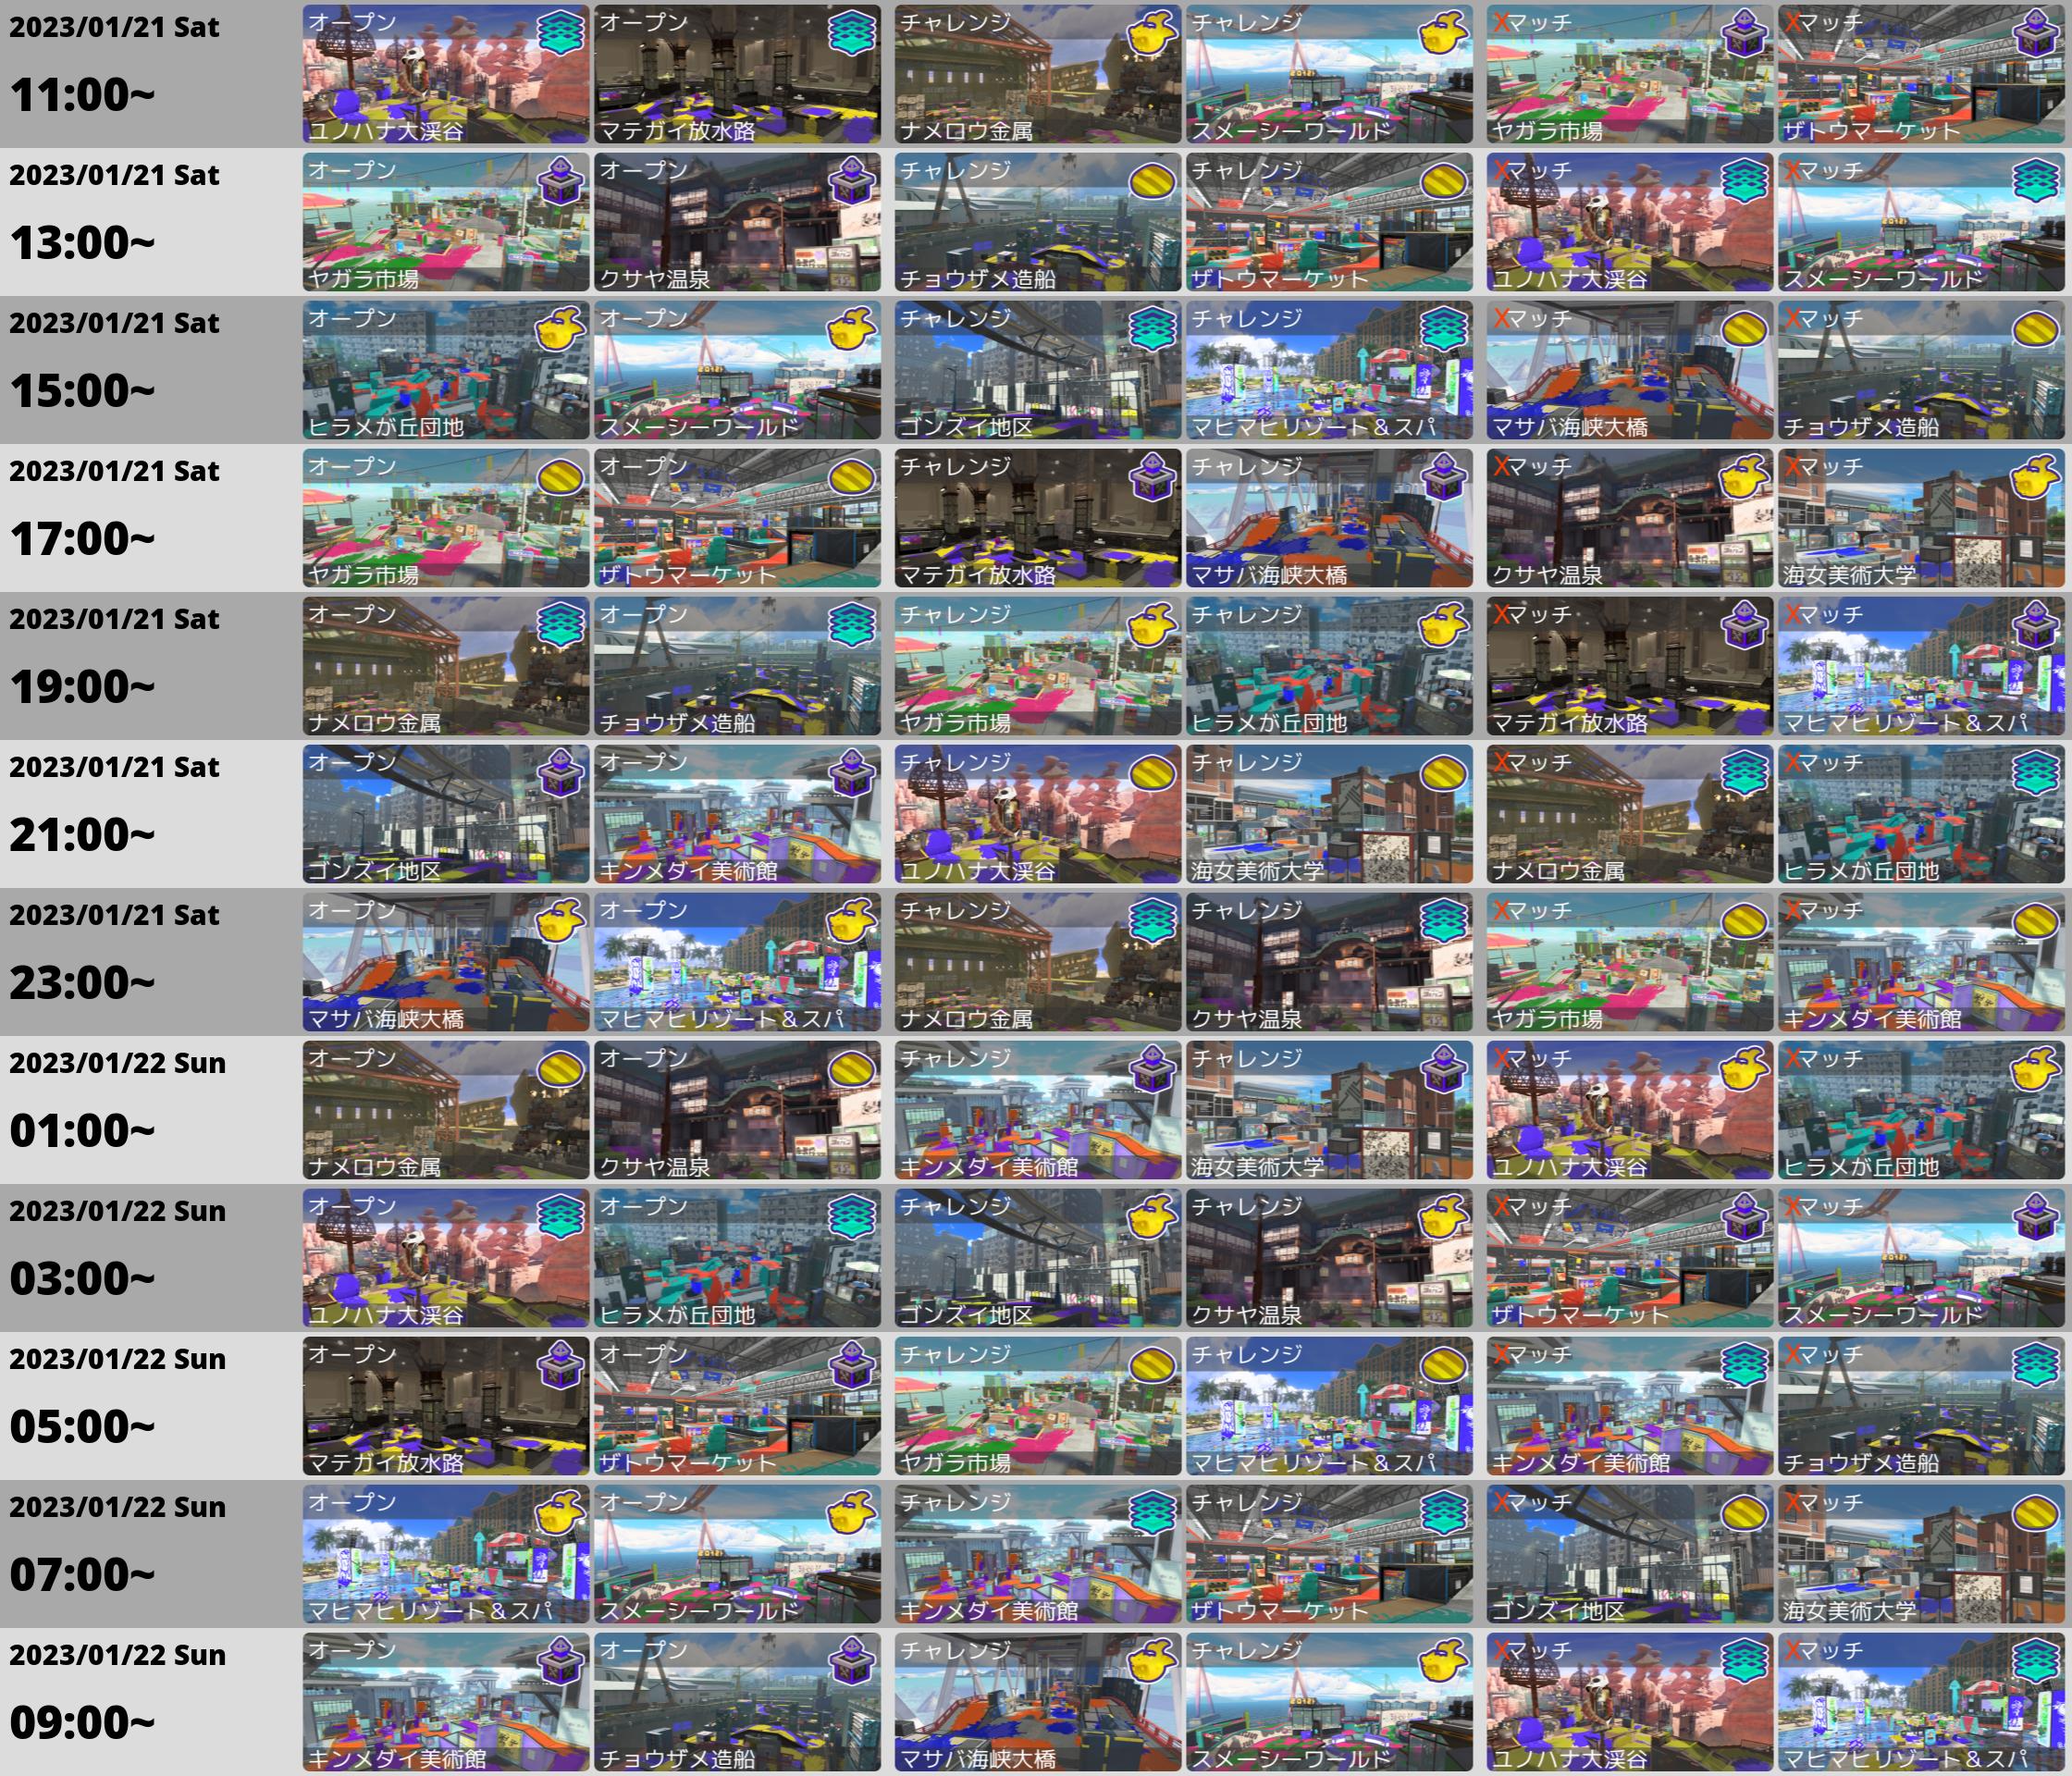 2023/01/21 Sat
11:00~
オープン
ユノハナ大渓谷
オープン
マテガイ放水路
チャレンジ
ナメロウ金属
チャレンジ
スメーシーワールド
Xマッチ
ヤガラ市場
Xマッチ
ザトウマーケット
2023/01/21 Sat
13:00~
オープン
ヤガラ市場
オープン
クサヤ温泉
チャレンジ
チョウザメ造船
チャレンジ
ザトウマーケット
Xマッチ
ユノハナ大渓谷
Xマッチ
スメーシーワールド
2023/01/21 Sat
15:00~
オープン
ヒラメが丘団地
オープン
スメーシーワールド
チャレンジ
ゴンズイ地区
チャレンジ
マヒマヒリゾート＆スパ
Xマッチ
マサバ海峡大橋
Xマッチ
チョウザメ造船
2023/01/21 Sat
17:00~
オープン
ヤガラ市場
オープン
ザトウマーケット
チャレンジ
マテガイ放水路
チャレンジ
マサバ海峡大橋
Xマッチ
クサヤ温泉
Xマッチ
海女美術大学
2023/01/21 Sat
19:00~
オープン
ナメロウ金属
オープン
チョウザメ造船
チャレンジ
ヤガラ市場
チャレンジ
ヒラメが丘団地
Xマッチ
マテガイ放水路
Xマッチ
マヒマヒリゾート＆スパ
2023/01/21 Sat
21:00~
オープン
ゴンズイ地区
オープン
キンメダイ美術館
チャレンジ
ユノハナ大渓谷
チャレンジ
海女美術大学
Xマッチ
ナメロウ金属
Xマッチ
ヒラメが丘団地
2023/01/21 Sat
23:00~
オープン
マサバ海峡大橋
オープン
マヒマヒリゾート＆スパ
チャレンジ
ナメロウ金属
チャレンジ
クサヤ温泉
Xマッチ
ヤガラ市場
Xマッチ
キンメダイ美術館
2023/01/22 Sun
01:00~
オープン
ナメロウ金属
オープン
クサヤ温泉
チャレンジ
キンメダイ美術館
チャレンジ
海女美術大学
Xマッチ
ユノハナ大渓谷
Xマッチ
ヒラメが丘団地
2023/01/22 Sun
03:00~
オープン
ユノハナ大渓谷
オープン
ヒラメが丘団地
チャレンジ
ゴンズイ地区
チャレンジ
クサヤ温泉
Xマッチ
ザトウマーケット
Xマッチ
スメーシーワールド
2023/01/22 Sun
05:00~
オープン
マテガイ放水路
オープン
ザトウマーケット
チャレンジ
ヤガラ市場
チャレンジ
マヒマヒリゾート＆スパ
Xマッチ
キンメダイ美術館
Xマッチ
チョウザメ造船
2023/01/22 Sun
07:00~
オープン
マヒマヒリゾート＆スパ
オープン
スメーシーワールド
チャレンジ
キンメダイ美術館
チャレンジ
ザトウマーケット
Xマッチ
ゴンズイ地区
Xマッチ
海女美術大学
2023/01/22 Sun
09:00~
オープン
キンメダイ美術館
オープン
チョウザメ造船
チャレンジ
マサバ海峡大橋
チャレンジ
スメーシーワールド
Xマッチ
ユノハナ大渓谷
Xマッチ
マヒマヒリゾート＆スパ